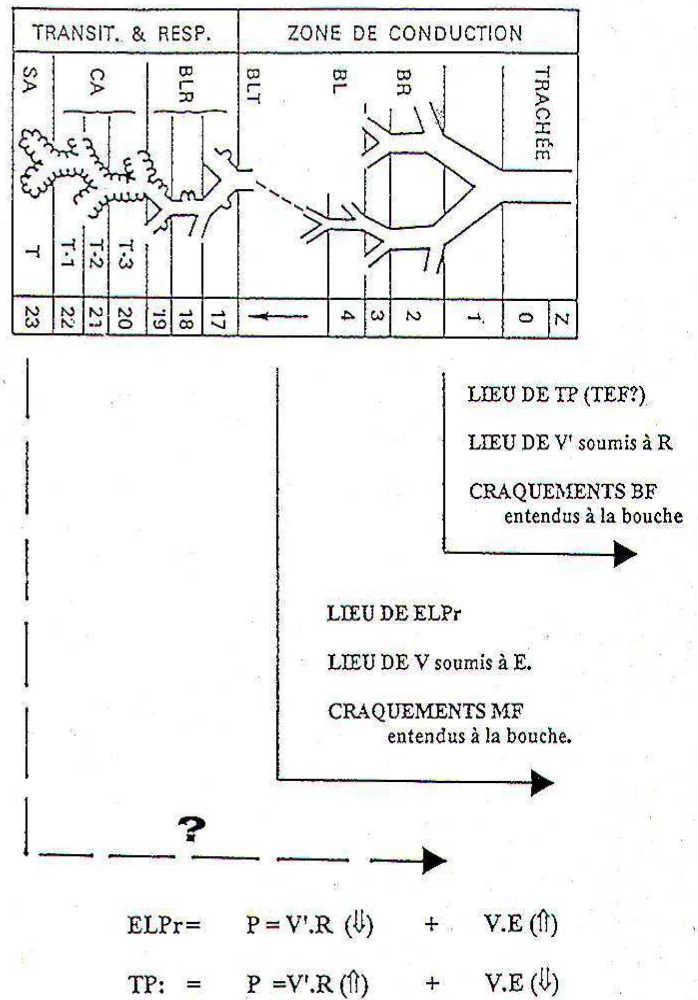 TRANSIT. & RESP. ZONE DE CONDUCTION
SA CA BLR BLT BL BR TRACHÉE
T T-1 T-2 T-3
23 22 21 20 19 18 17 4 3 2 1 0 Z
LIEU DE TP (TEF?)
LIEU DE V' soumis à R
CRAQUEMENTS BF
entendus à la bouche
LIEU DE ELPr
LIEU DE V soumis à E.
CRAQUEMENTS MF
entendus à la bouche.
?
ELPr= P = V'.R (⇓) + V.E (⇑)
TP: = P =V'.R (⇑) + V.E (⇓)